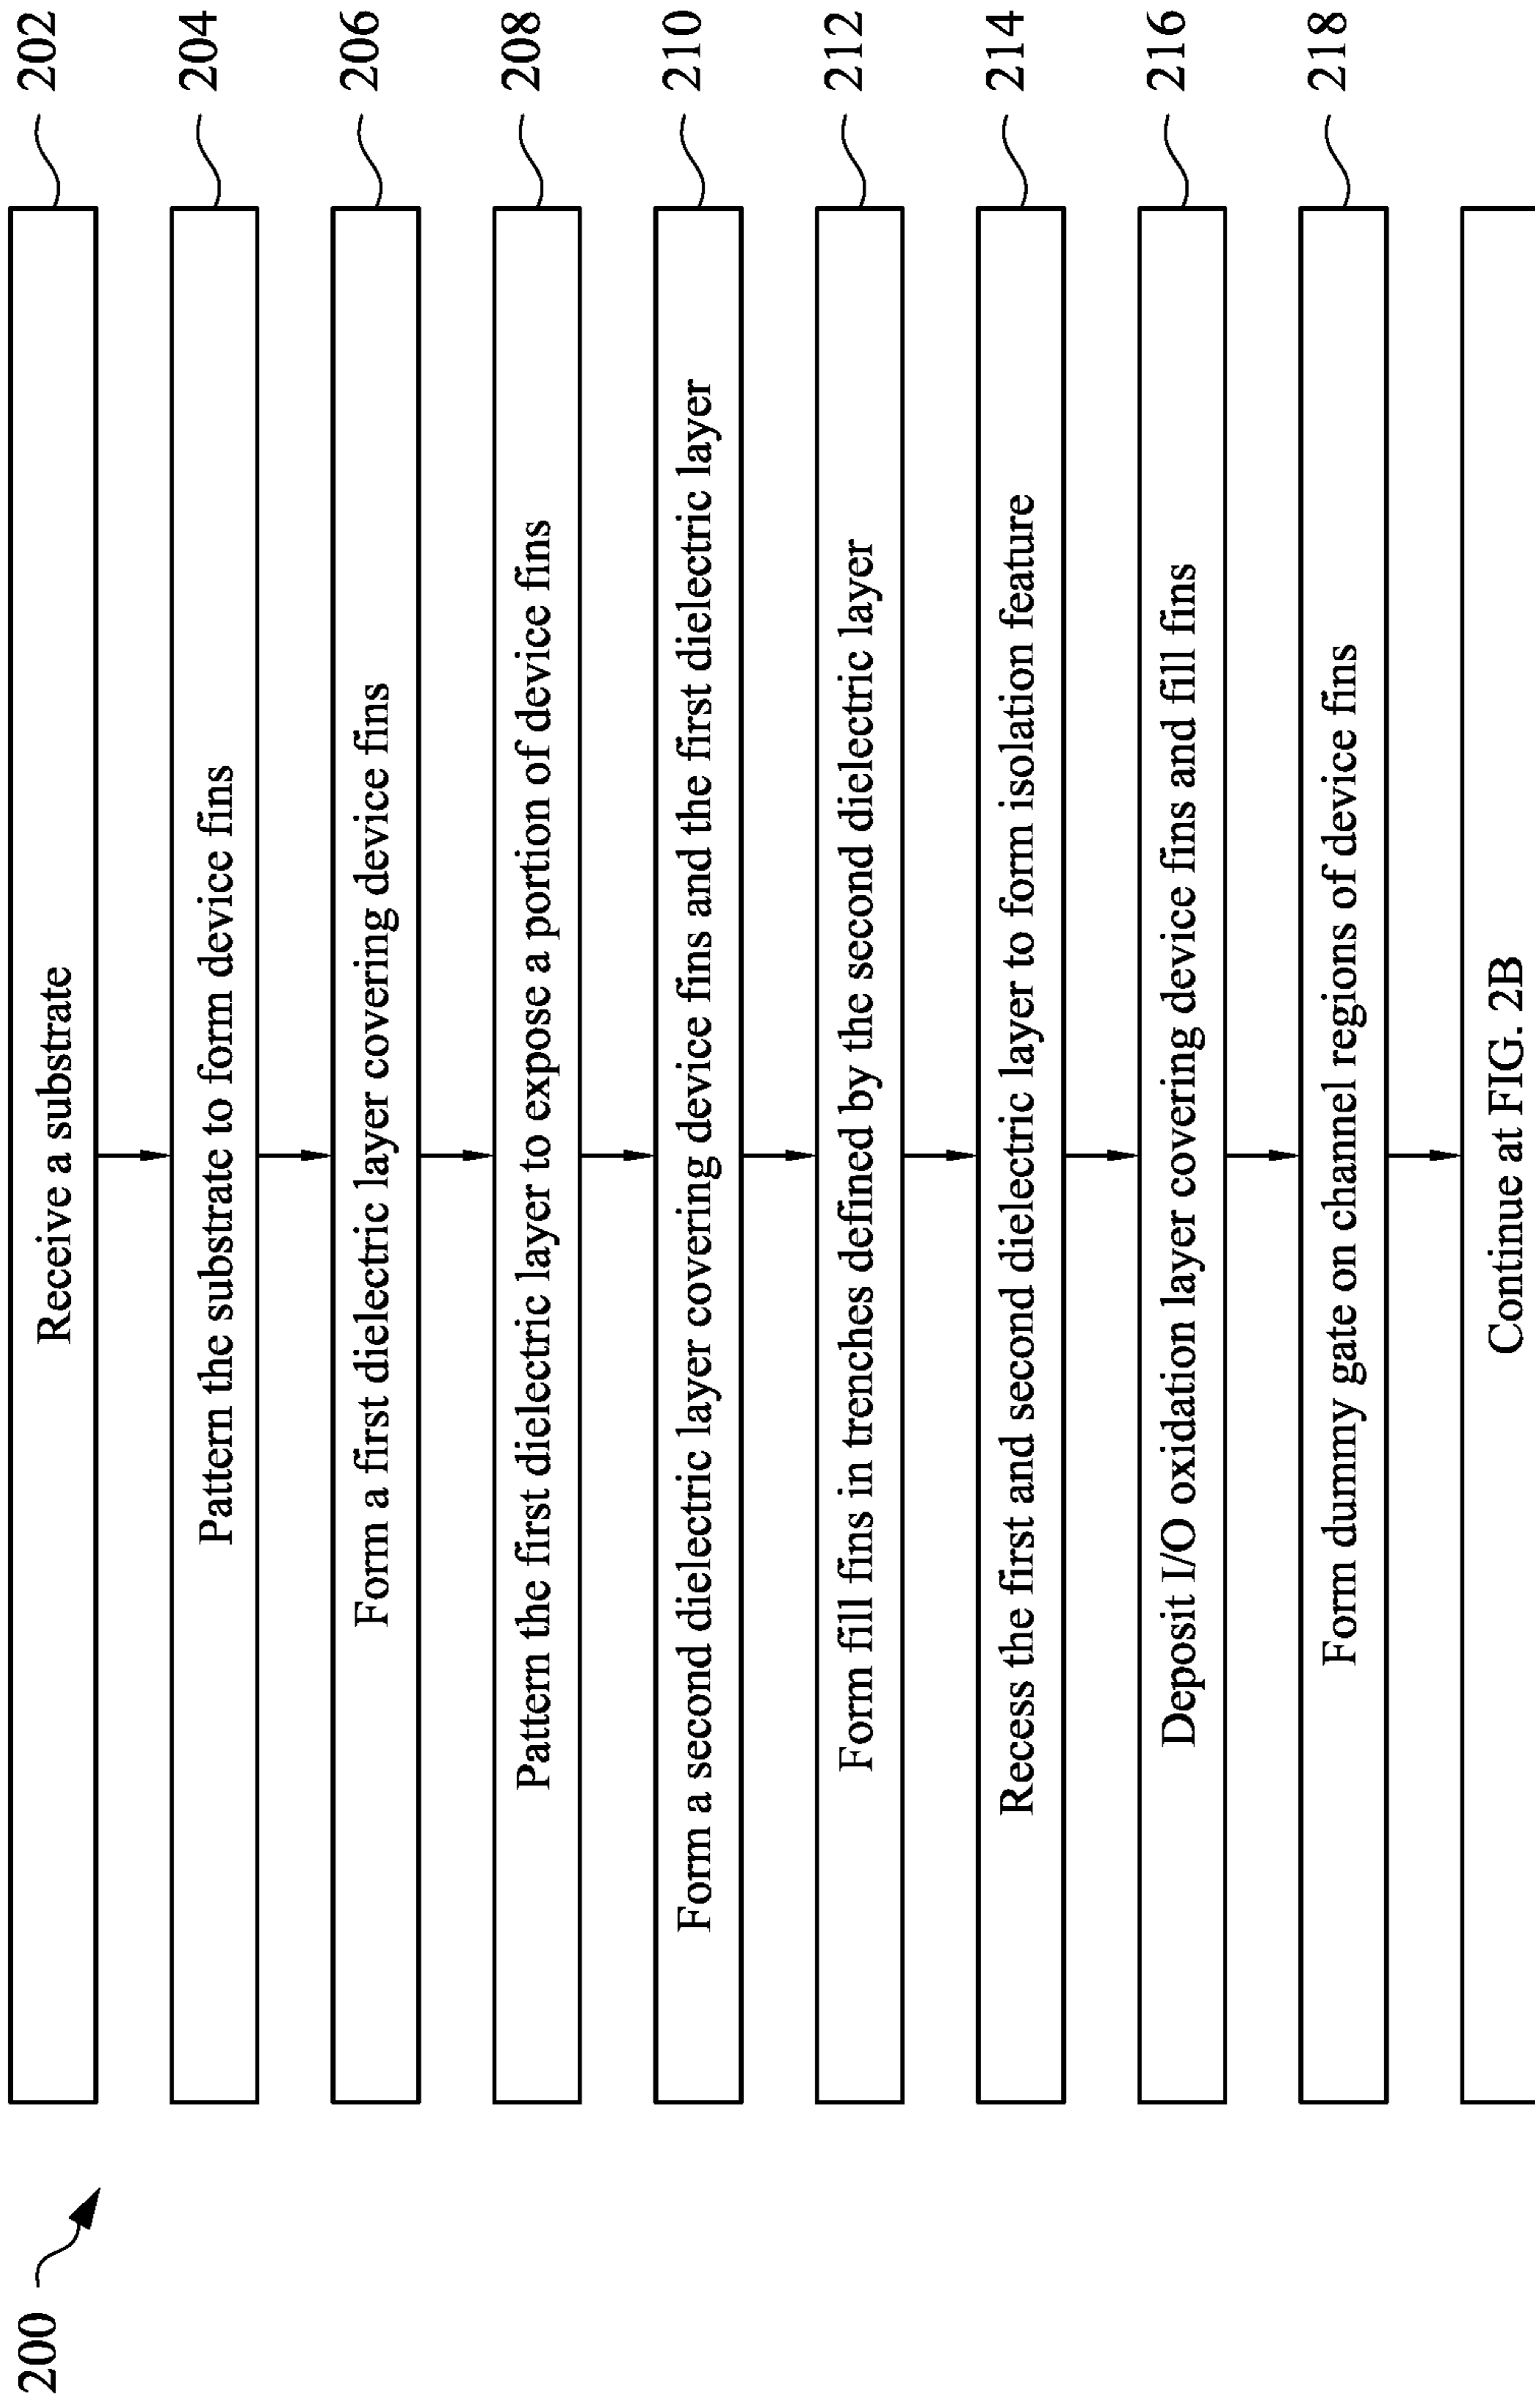 200
Receive a substrate
202
Pattern the substrate to form device fins
204
Form a first dielectric layer covering device fins
206
Pattern the first dielectric layer to expose a portion of device fins
208
Form a second dielectric layer covering device fins and the first dielectric layer
210
Form fill fins in trenches defined by the second dielectric layer
212
Recess the first and second dielectric layer to form isolation feature
214
Deposit I/O oxidation layer covering device fins and fill fins
216
Form dummy gate on channel regions of device fins
218
Continue at FIG. 2B